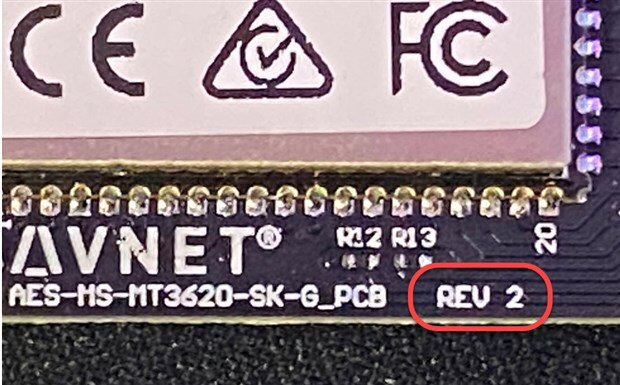 CE FC
AVNET®
R12 R13
20
AES-MS-MT3620-SK-G_PCB REV 2